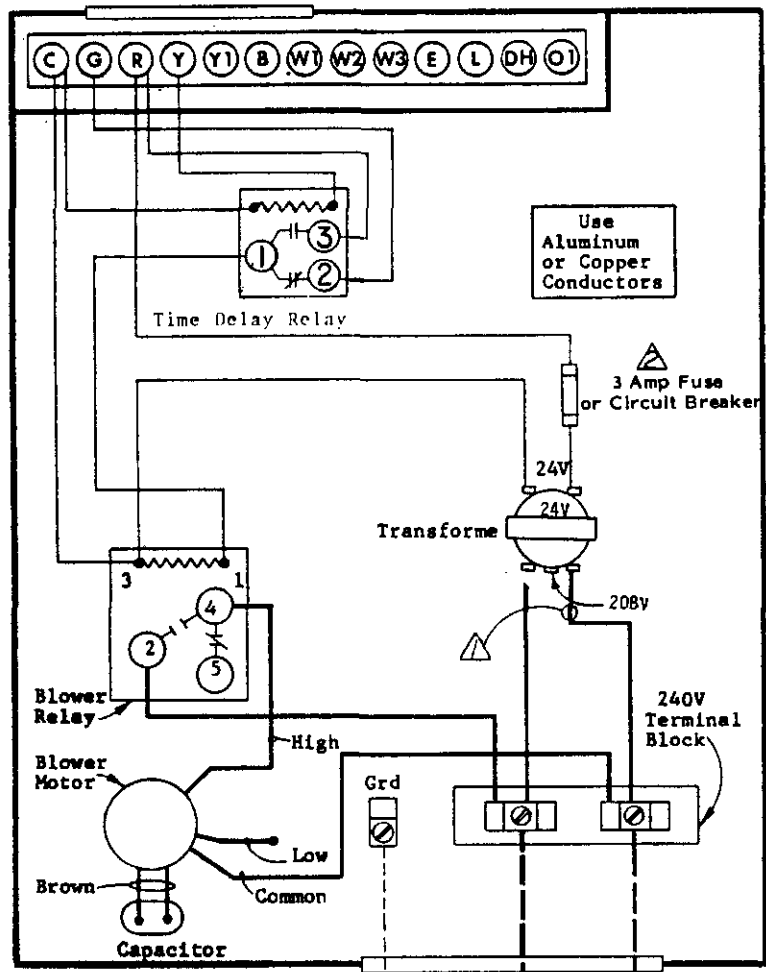 C G R Y Y1 B W1 W2 W3 E L DH O1
3
1
2
Use
Aluminum
or Copper
Conductors
Time Delay Relay
2
3 Amp Fuse
or Circuit Breaker
24V
24V
Transforme
3
1
4
208V
2
5
1
Blower
Relay
240V
Terminal
Block
High
Blower
Motor
Grd
Low
Brown
Common
Capacitor